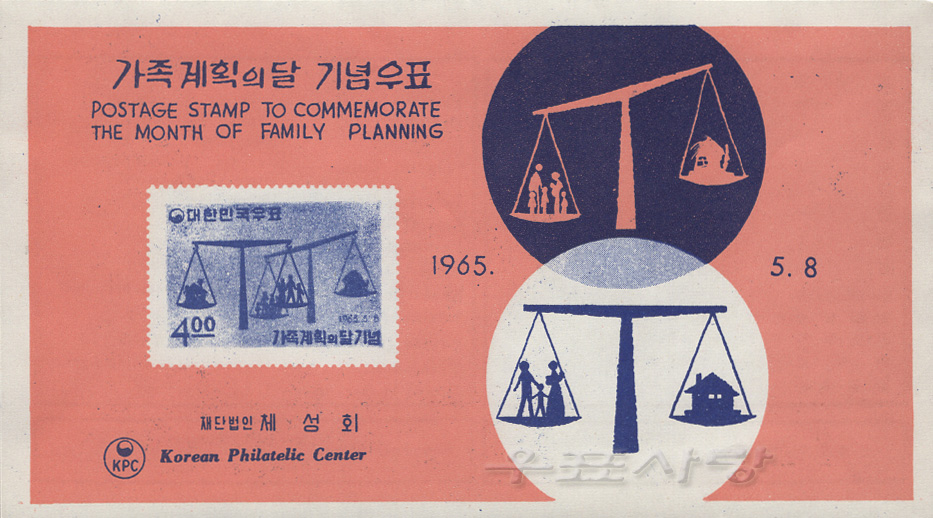 가족계획의달 기념우표
POSTAGE STAMP TO COMMEMORATE
THE MONTH OF FAMILY PLANNING
대한민국우표
1965.5.8
4.00
가족계획의달기념
1965. 5. 8
재단법인 체성회
KPC Korean Philatelic Center
우표사랑